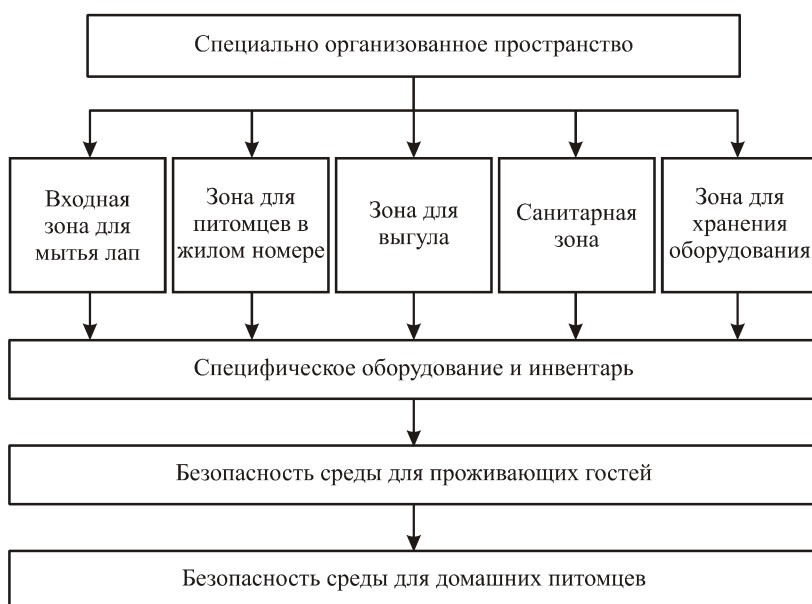 Специально организованное пространство
Входная
зона для
мытья лап
Зона для
питомцев в
жилом номере
Зона для
выгула
Санитарная
зона
Зона для
хранения
оборудования
Специфическое оборудование и инвентарь
Безопасность среды для проживающих гостей
Безопасность среды для домашних питомцев